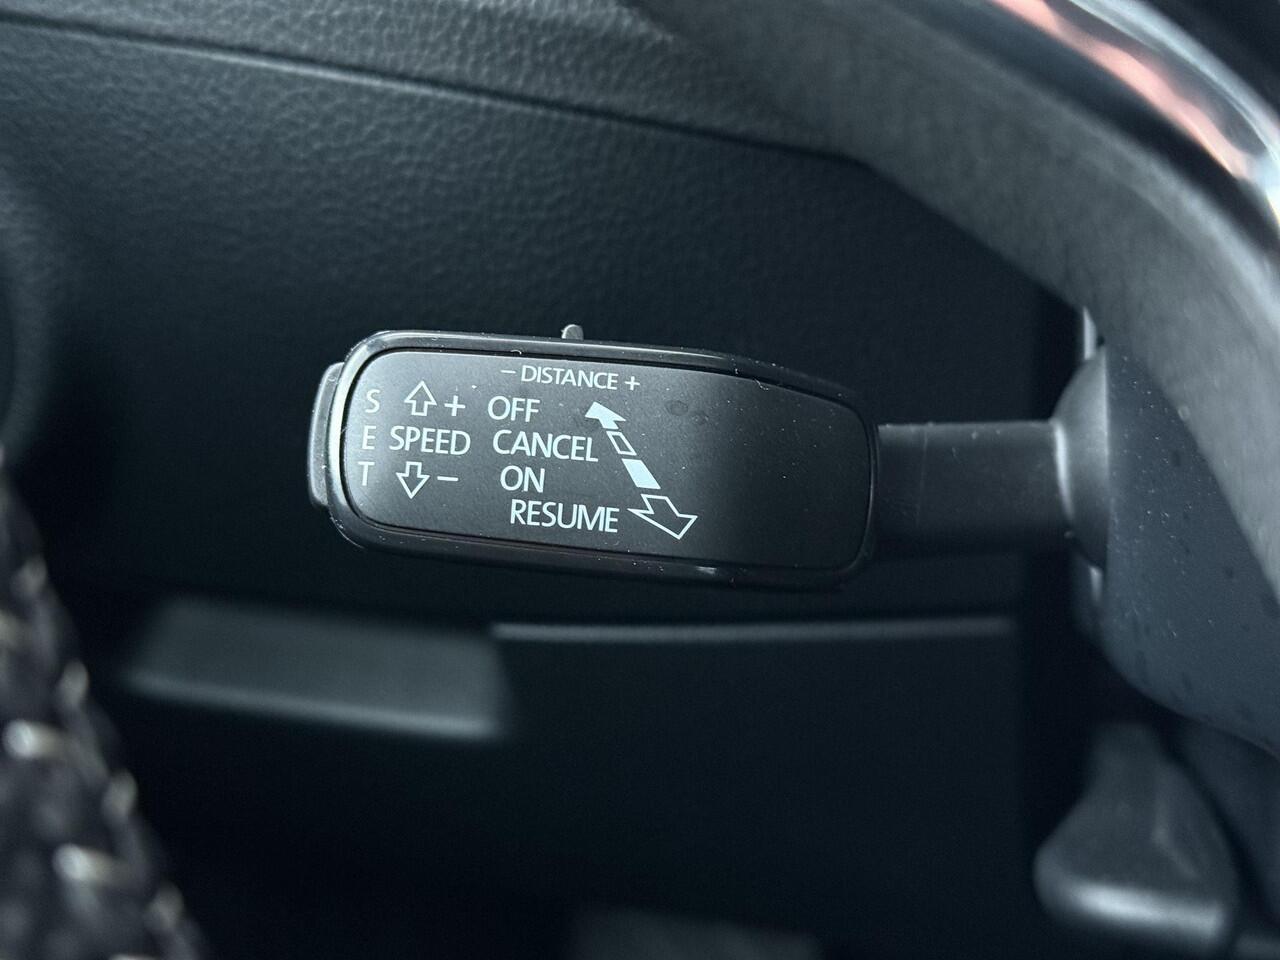 − DISTANCE +
S + OFF
E SPEED CANCEL
T − ON
RESUME